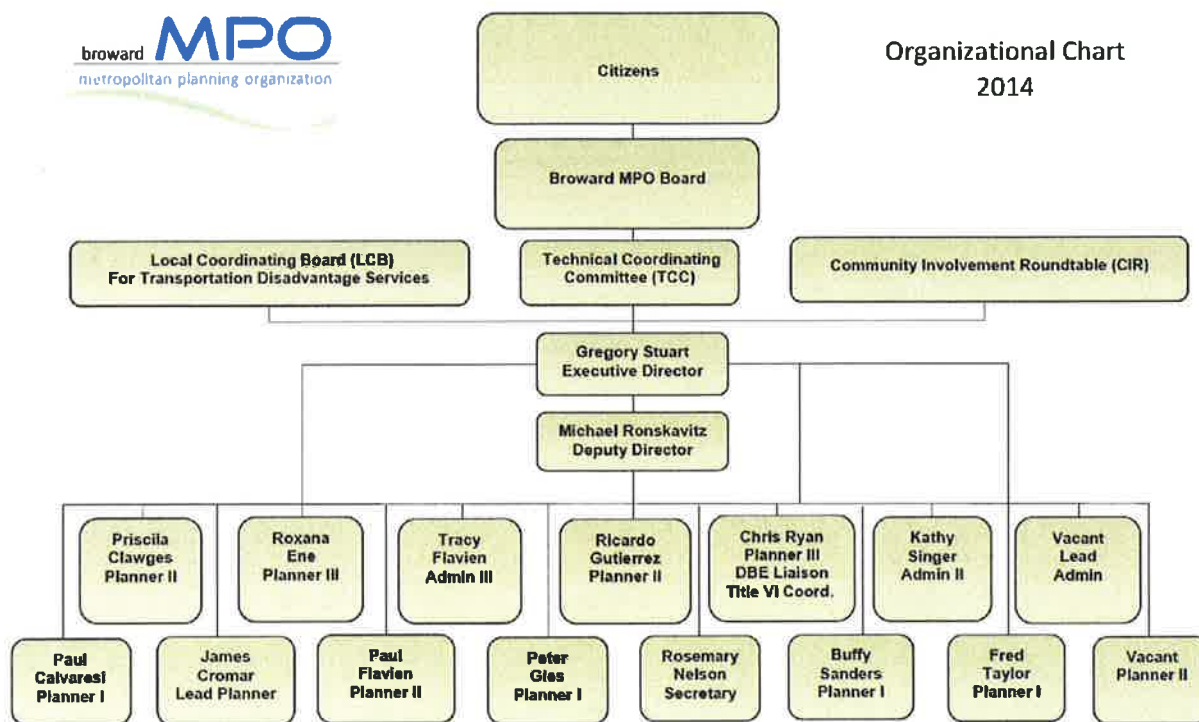 broward MPO
metropolitan planning organization
Organizational Chart
2014
Citizens
Broward MPO Board
Local Coordinating Board (LCB)
For Transportation Disadvantage Services
Technical Coordinating
Committee (TCC)
Community Involvement Roundtable (CIR)
Gregory Stuart
Executive Director
Michael Ronskavitz
Deputy Director
Priscila
Clawges
Planner II
Roxana
Ene
Planner III
Tracy
Flavien
Admin III
Ricardo
Gutierrez
Planner II
Chris Ryan
Planner III
DBE Liaison
Title VI Coord.
Kathy
Singer
Admin II
Vacant
Lead
Admin
Paul
Calvaresi
Planner I
James
Cromar
Lead Planner
Paul
Flavien
Planner II
Peter
Gies
Planner I
Rosemary
Nelson
Secretary
Buffy
Sanders
Planner I
Fred
Taylor
Planner I
Vacant
Planner II